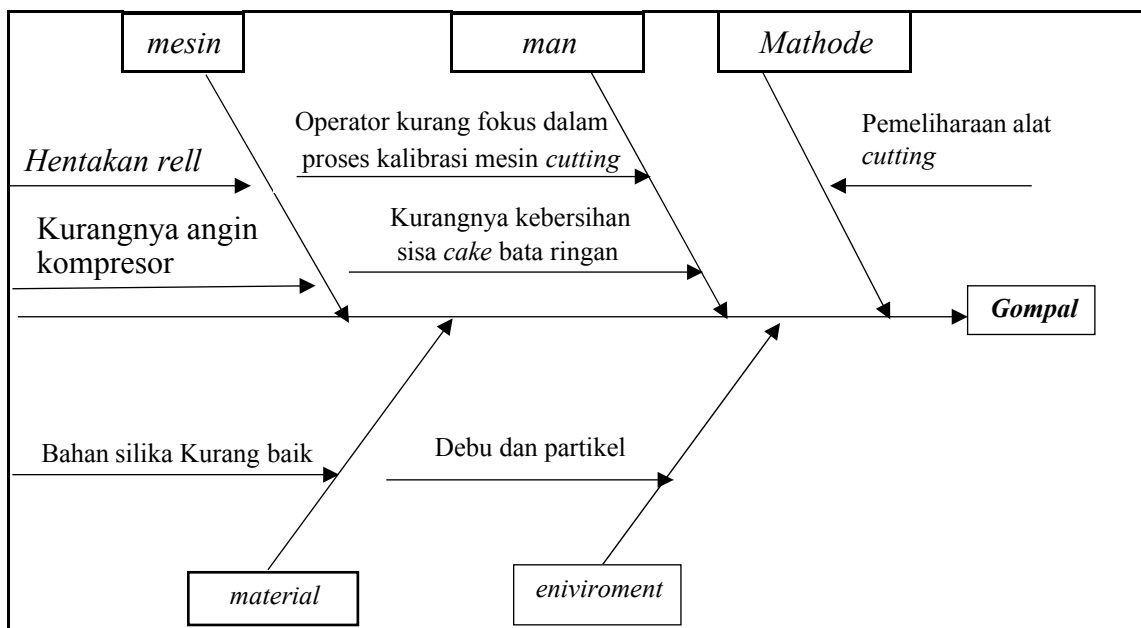 mesin
man
Mathode
Operator kurang fokus dalam
proses kalibrasi mesin cutting
Pemeliharaan alat
cutting
Hentakan rell
Kurangnya angin
kompresor
Kurangnya kebersihan
sisa cake bata ringan
Gompal
Bahan silika Kurang baik
Debu dan partikel
material
eniviroment